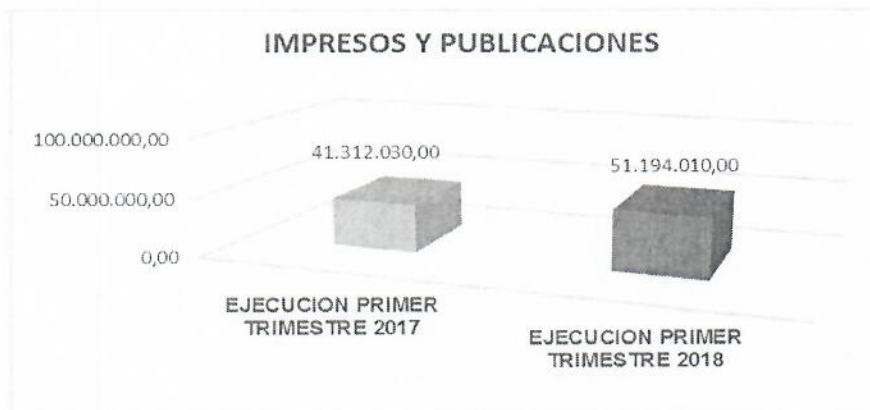 IMPRESOS Y PUBLICACIONES
100.000.000,00
50.000.000,00
0,00
41.312.030,00
51.194.010,00
EJECUCION PRIMER
TRIMESTRE 2017
EJECUCION PRIMER
TRIMESTRE 2018